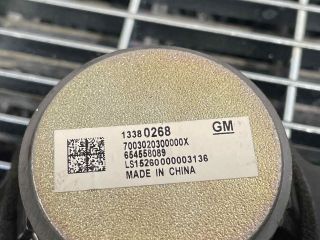 13380268 GM
7003020300000X
654558089
LS15260000003136
MADE IN CHINA